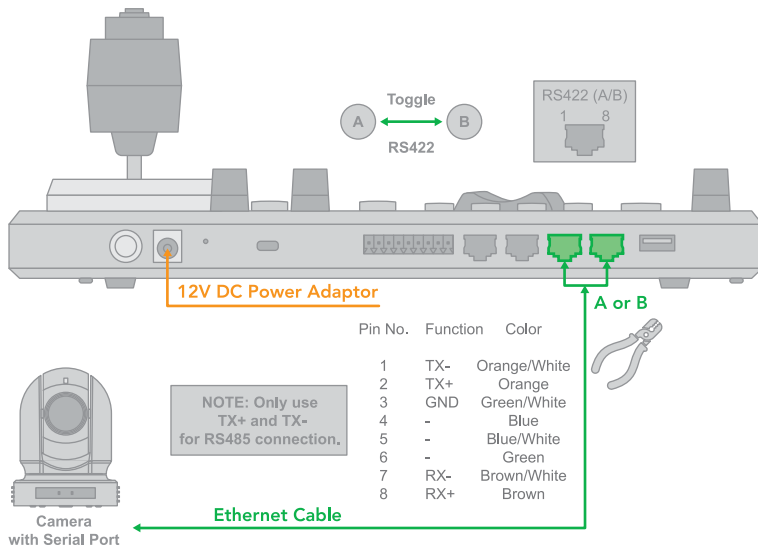 Toggle
A
B
RS422
RS422 (A/B)
1 8
12V DC Power Adaptor
A or B
Pin No. Function Color
1 TX- Orange/White
2 TX+ Orange
3 GND Green/White
4 - Blue
5 - Blue/White
6 - Green
7 RX- Brown/White
8 RX+ Brown
NOTE: Only use
TX+ and TX-
for RS485 connection.
Ethernet Cable
Camera
with Serial Port